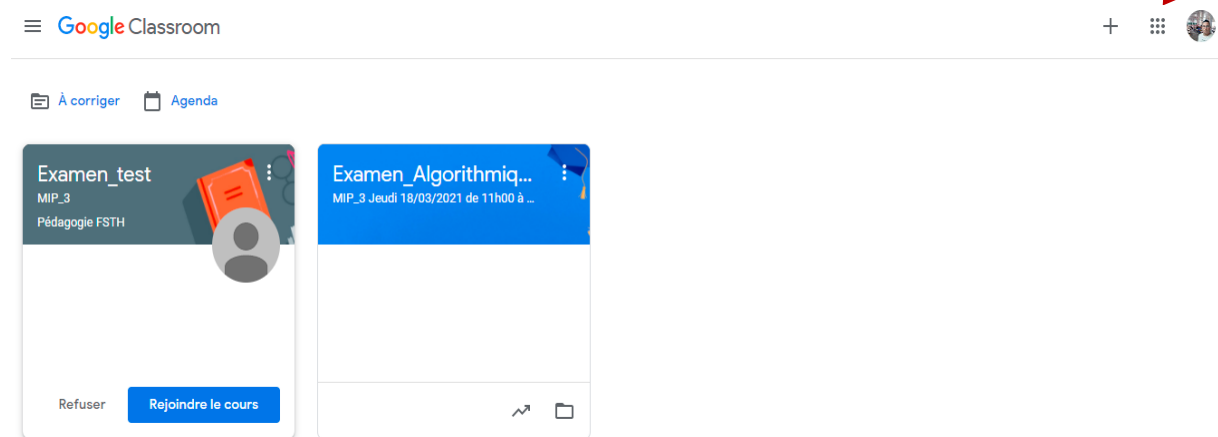 Google Classroom
À corriger Agenda
Examen_test
MIP_3
Pédagogie FSTH
Refuser Rejoindre le cours
Examen_Algorithmiq...
MIP_3 Jeudi 18/03/2021 de 11h00 à ...